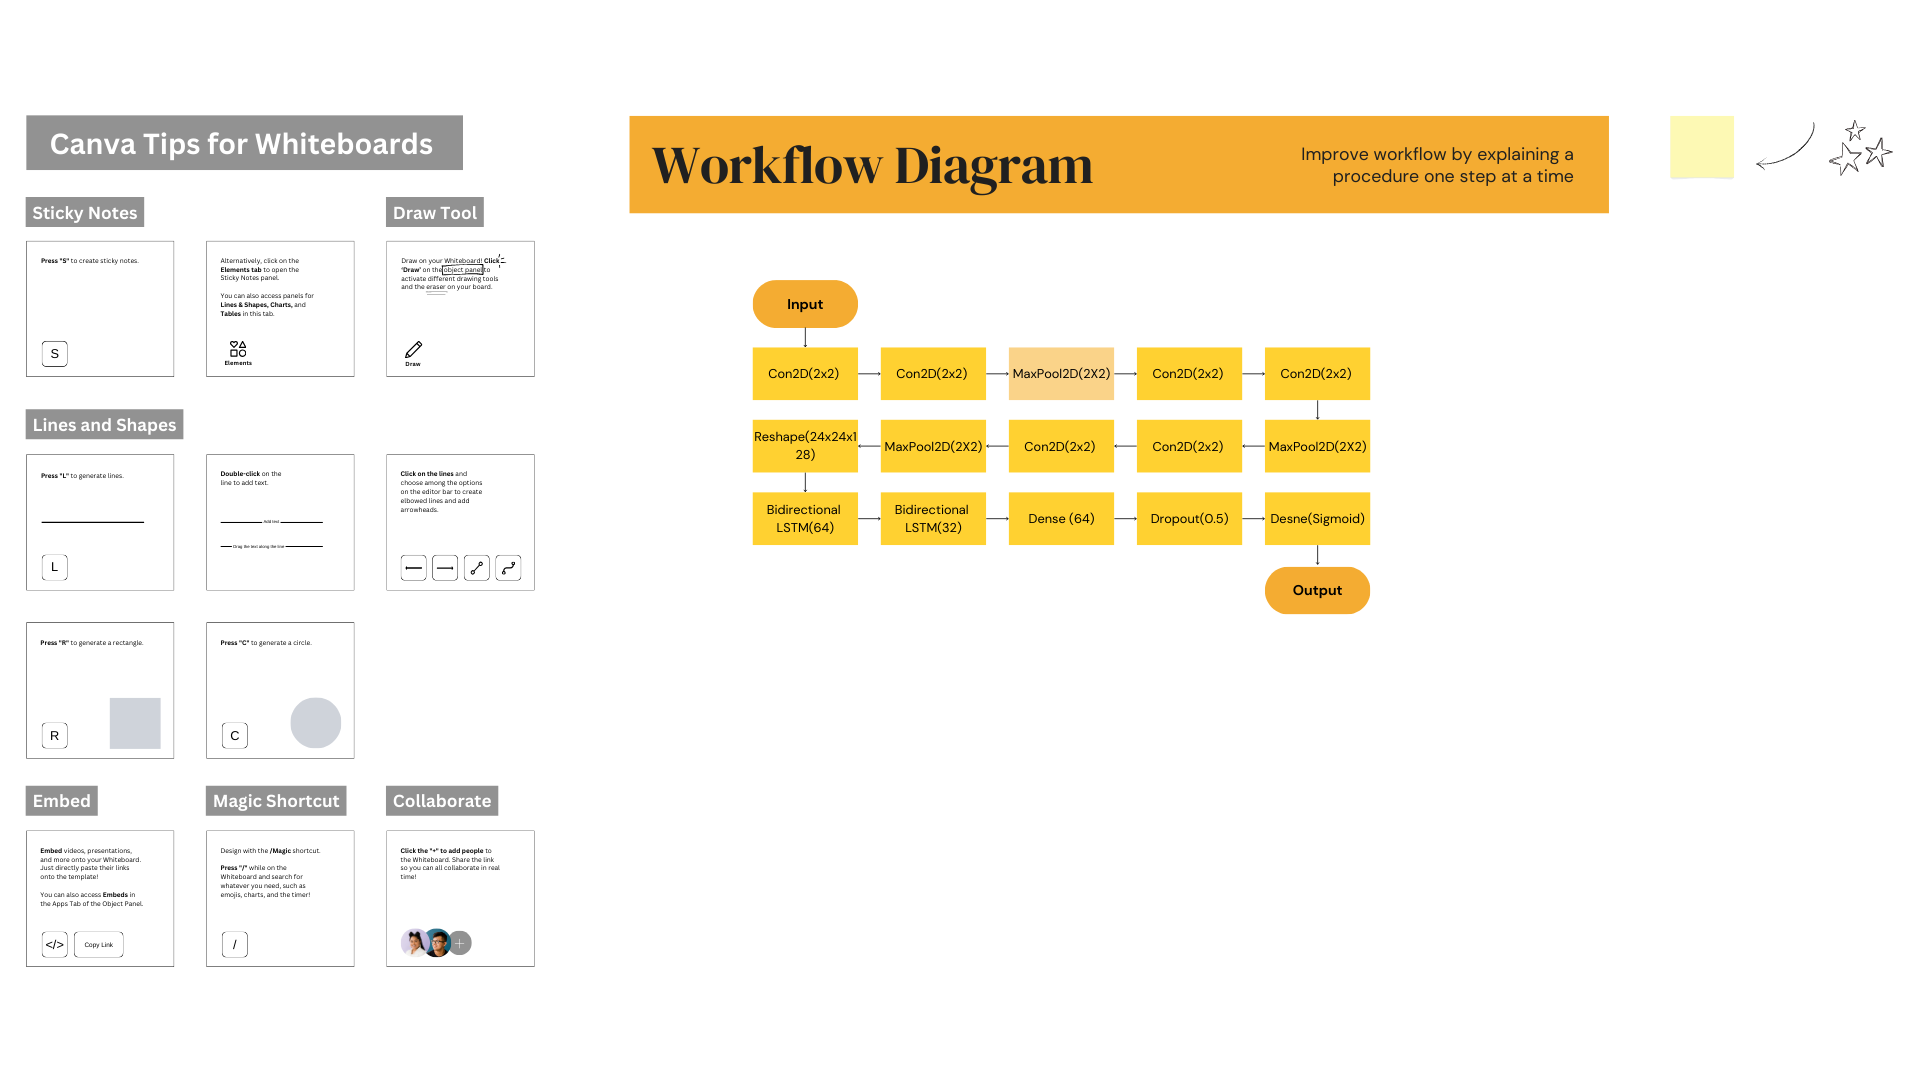 Canva Tips for Whiteboards
Sticky Notes
Press "S" to create sticky notes.
S
Alternatively, click on the
Elements tab to open the
Sticky Notes panel.
You can also access panels for
Lines & Shapes, Charts, and
Tables in this tab.
Elements
Draw Tool
Draw on your Whiteboard! Click
'Draw' on the object panel to
activate different drawing tools
and the eraser on your board.
Draw
Lines and Shapes
Press "L" to generate lines.
L
Double-click on the
line to add text.
Add text
Drag the text along the line
Click on the lines and
choose among the options
on the editor bar to create
elbowed lines and add
arrowheads.
Press "R" to generate a rectangle.
R
Press "C" to generate a circle.
C
Embed
Embed videos, presentations,
and more onto your Whiteboard.
Just directly paste their links
onto the template!
You can also access Embeds in
the Apps Tab of the Object Panel.
</>
Copy Link
Magic Shortcut
Design with the /Magic shortcut.
Press "/" while on the
Whiteboard and search for
whatever you need, such as
emojis, charts, and the timer!
/
Collaborate
Click the "+" to add people to
the Whiteboard. Share the link
so you can all collaborate in real
time!
Workflow Diagram
Improve workflow by explaining a
procedure one step at a time
Input
Con2D(2x2)
Con2D(2x2)
MaxPool2D(2X2)
Con2D(2x2)
Con2D(2x2)
Reshape(24x24x1
28)
MaxPool2D(2X2)
Con2D(2x2)
Con2D(2x2)
MaxPool2D(2X2)
Bidirectional
LSTM(64)
Bidirectional
LSTM(32)
Dense (64)
Dropout(0.5)
Desne(Sigmoid)
Output